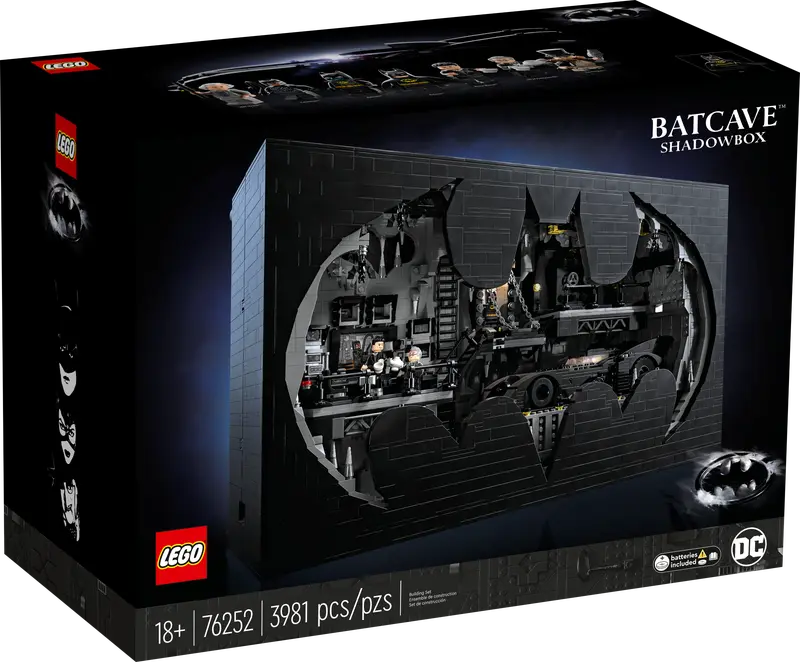 LEGO
LEGO
BATCAVE™
SHADOWBOX
LEGO
batteries
included
DC
18+ | 76252 | 3981 pcs/pzs
Building Set
Ensemble de construction
Set de construcción